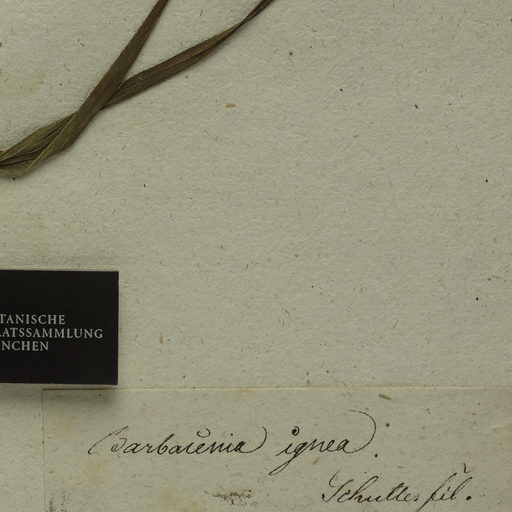 TANISCHE
ATSSAMMLUNG
NCHEN
Barbacenia ignea.
Schultes fil.